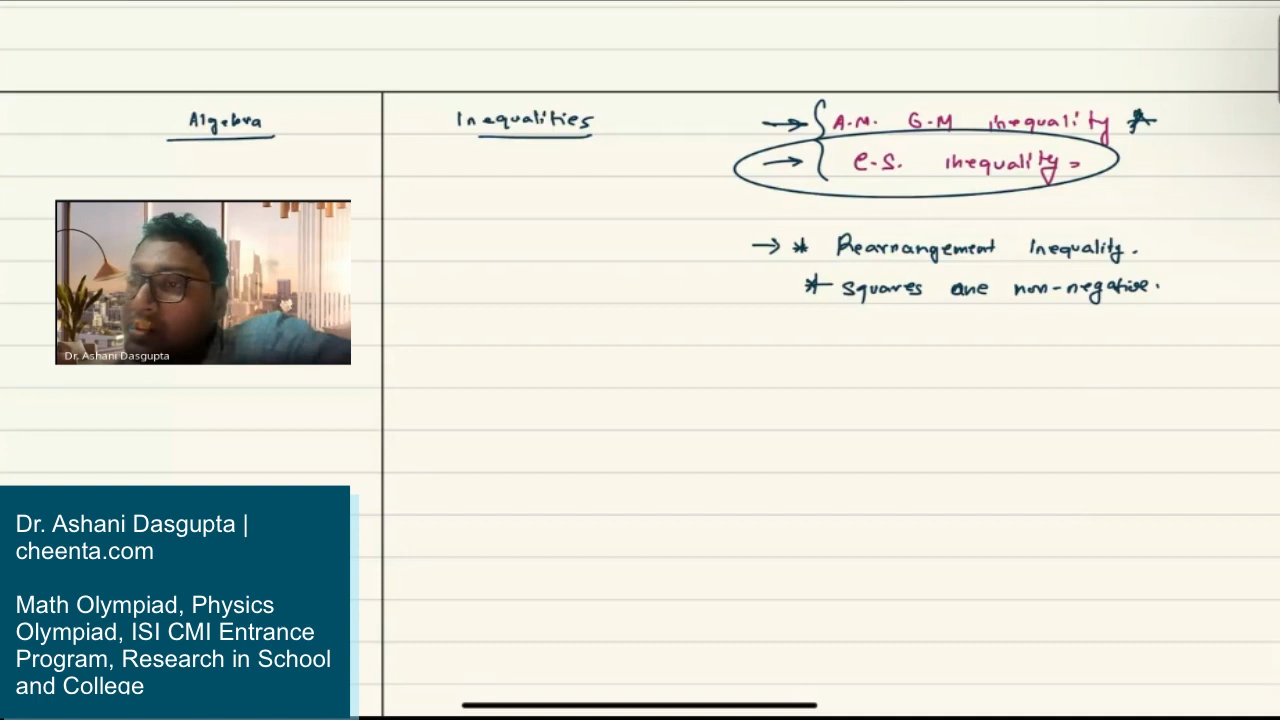 Algebra
Inequalities
→ { A.M. G.M inequality *
→ { C.S. inequality
→ * Rearrangement Inequality.
* Squares are non-negative.
Dr. Ashani Dasgupta
Dr. Ashani Dasgupta |
cheenta.com
Math Olympiad, Physics
Olympiad, ISI CMI Entrance
Program, Research in School
and College